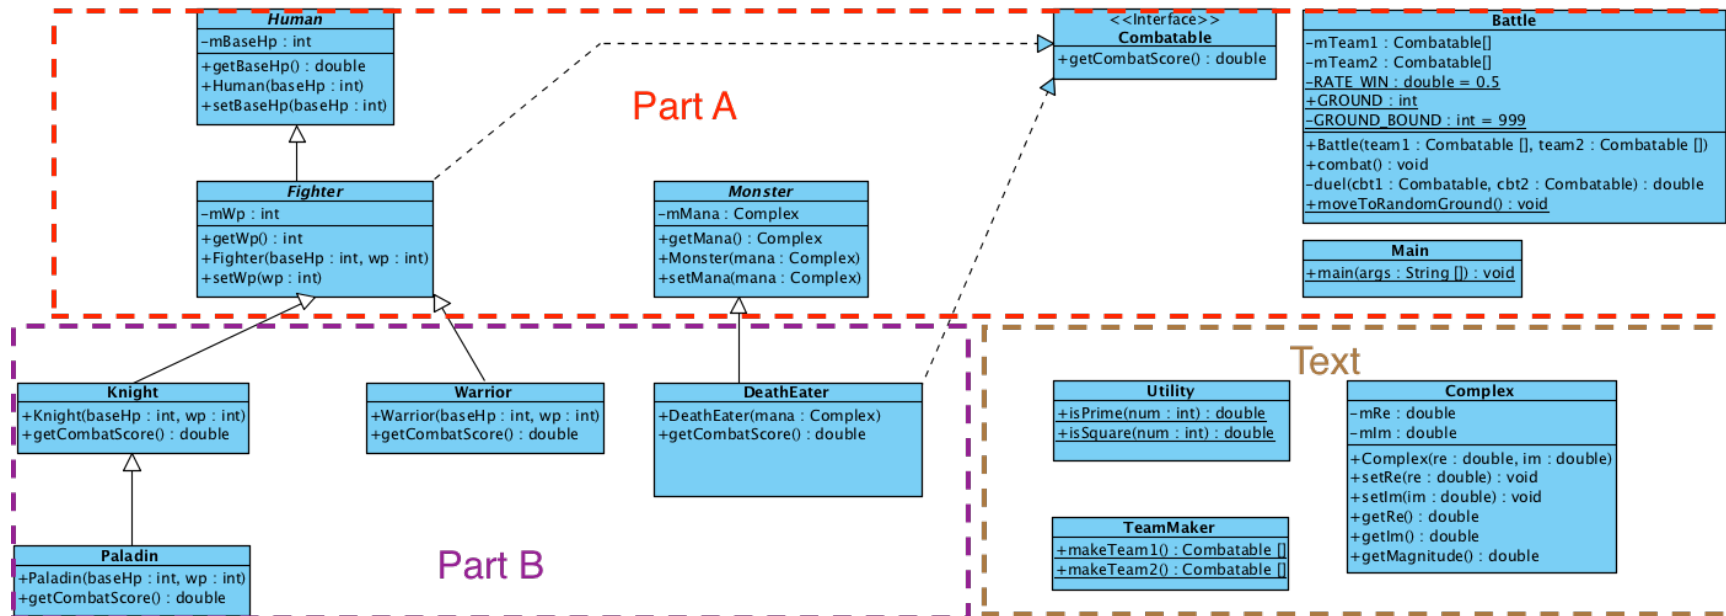 Human
-mBaseHp : int
+getBaseHp() : double
+Human(baseHp : int)
+setBaseHp(baseHp : int)
<<Interface>>
Combatable
+getCombatScore() : double
Battle
-mTeam1 : Combatable[]
-mTeam2 : Combatable[]
-RATE_WIN : double = 0.5
+GROUND : int
-GROUND_BOUND : int = 999
+Battle(team1 : Combatable [], team2 : Combatable [])
+combat() : void
-duel(cbt1 : Combatable, cbt2 : Combatable) : double
+moveToRandomGround() : void
Part A
Fighter
-mWp : int
+getWp() : int
+Fighter(baseHp : int, wp : int)
+setWp(wp : int)
Monster
-mMana : Complex
+getMana() : Complex
+Monster(mana : Complex)
+setMana(mana : Complex)
Main
+main(args : String []) : void
Knight
+Knight(baseHp : int, wp : int)
+getCombatScore() : double
Warrior
+Warrior(baseHp : int, wp : int)
+getCombatScore() : double
DeathEater
+DeathEater(mana : Complex)
+getCombatScore() : double
Text
Utility
+isPrime(num : int) : double
+isSquare(num : int) : double
Complex
-mRe : double
-mIm : double
+Complex(re : double, im : double)
+setRe(re : double) : void
+setIm(im : double) : void
+getRe() : double
+getIm() : double
+getMagnitude() : double
TeamMaker
+makeTeam1() : Combatable []
+makeTeam2() : Combatable []
Paladin
+Paladin(baseHp : int, wp : int)
+getCombatScore() : double
Part B